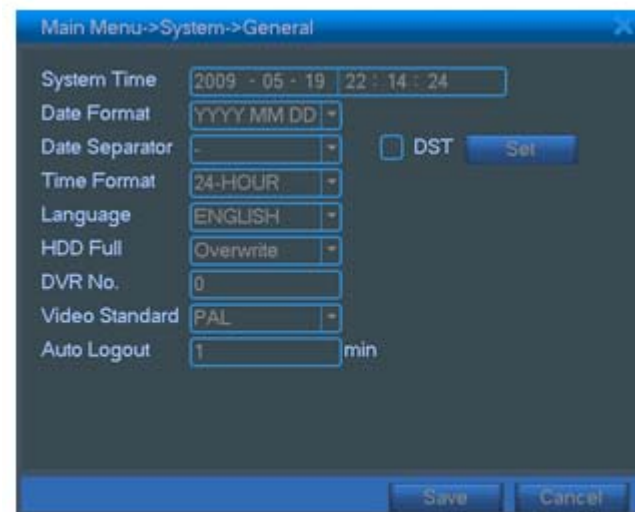 Main Menu->System->General
System Time 2009 - 05 - 19 22 : 14 : 24
Date Format YYYY MM DD
Date Separator - DST Set
Time Format 24-HOUR
Language ENGLISH
HDD Full Overwrite
DVR No. 0
Video Standard PAL
Auto Logout 1 min
Save Cancel